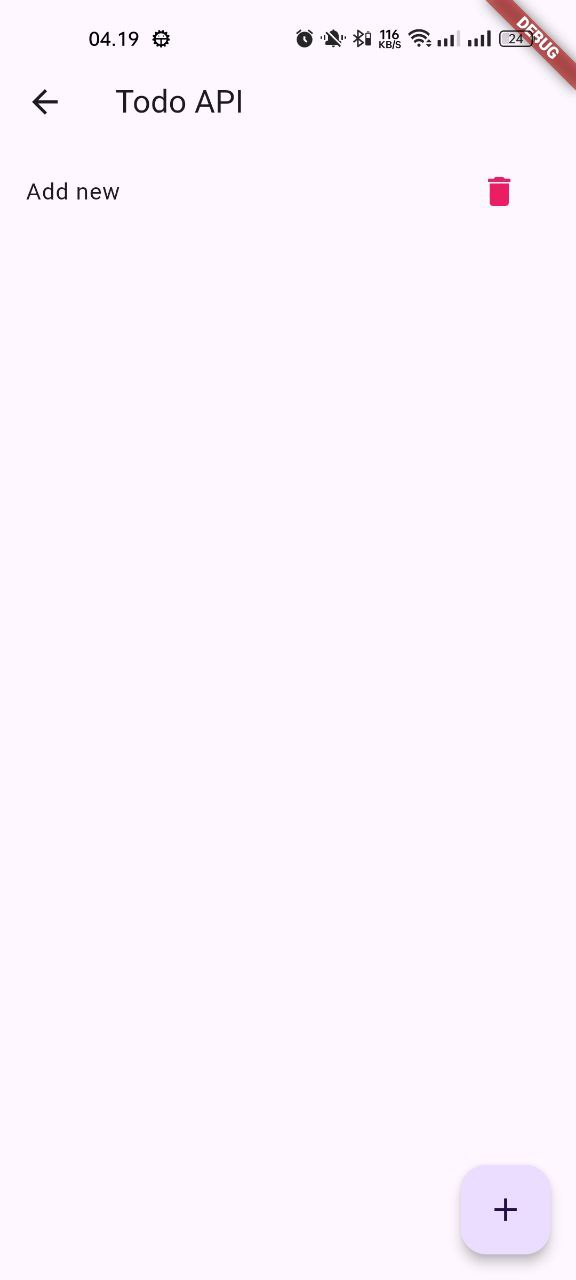 04.19
116
KB/S
24
DEBUG
Todo API
Add new